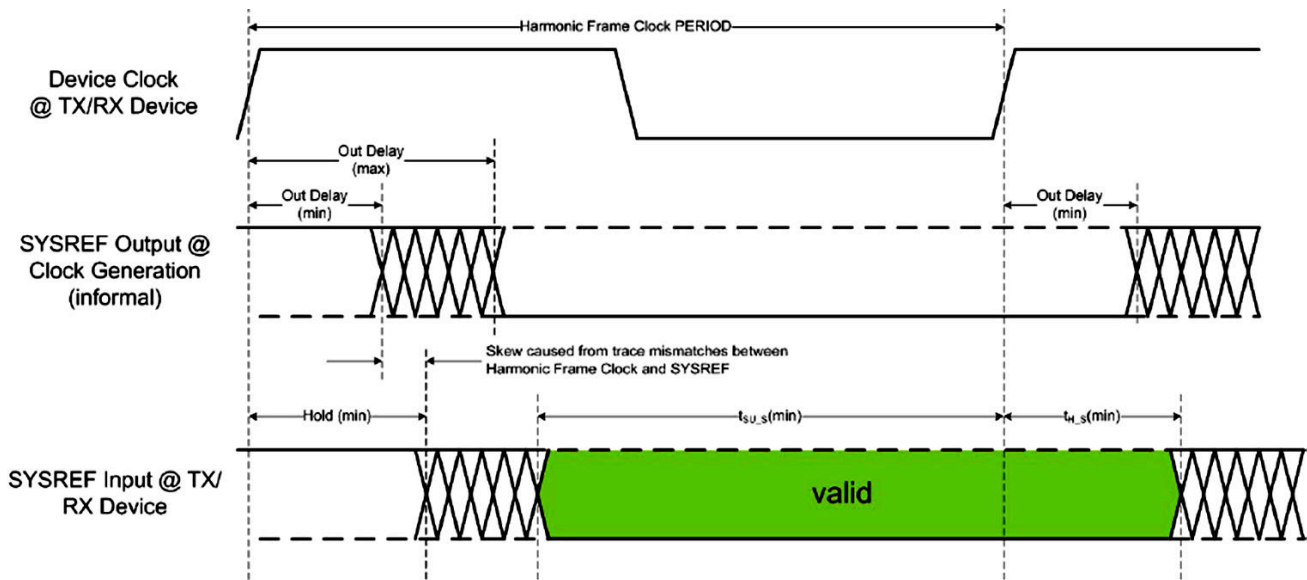 Harmonic Frame Clock PERIOD
Device Clock
@ TX/RX Device
Out Delay
(max)
Out Delay
(min)
Out Delay
(min)
SYSREF Output @
Clock Generation
(informal)
Skew caused from trace mismatches between
Harmonic Frame Clock and SYSREF
Hold (min)
tSU_S(min)
tH_S(min)
SYSREF Input @ TX/
RX Device
valid